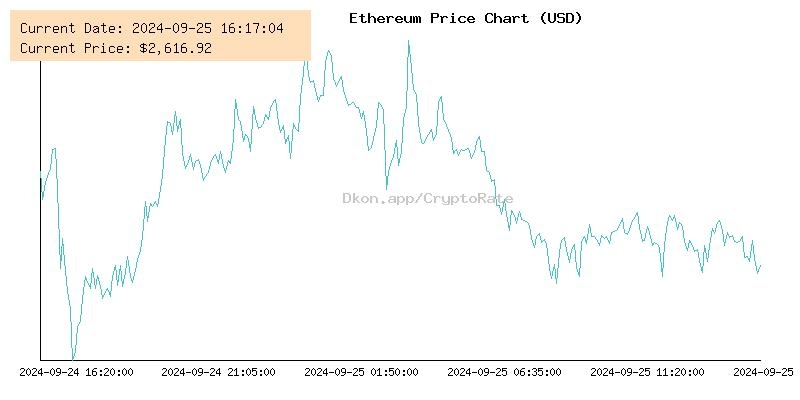 Ethereum Price Chart (USD)
Current Date: 2024-09-25 16:17:04
Current Price: $2,616.92
Dkon.app/CryptoRate
2024-09-24 16:20:00 2024-09-24 21:05:00 2024-09-25 01:50:00 2024-09-25 06:35:00 2024-09-25 11:20:00 2024-09-25